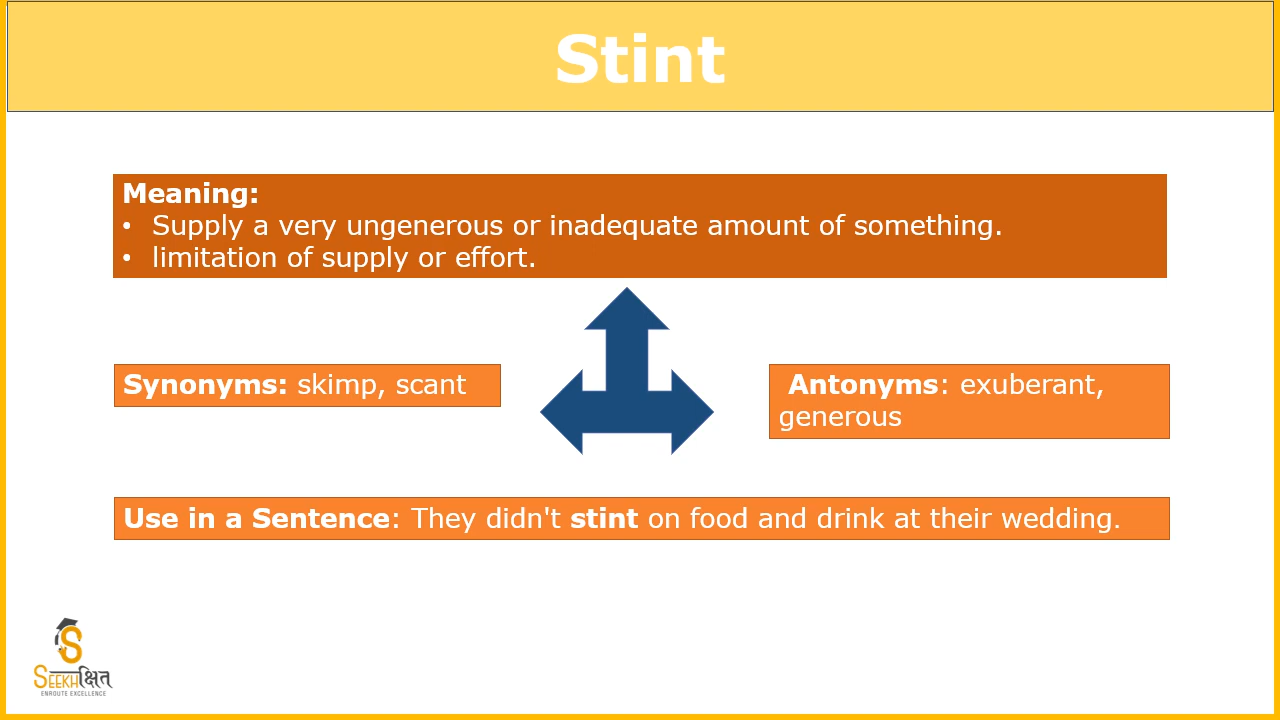 Stint
Meaning:
• Supply a very ungenerous or inadequate amount of something.
• limitation of supply or effort.
Synonyms: skimp, scant
Antonyms: exuberant,
generous
Use in a Sentence: They didn't stint on food and drink at their wedding.
S
SEEKHक्षित
ENROUTE EXCELLENCE